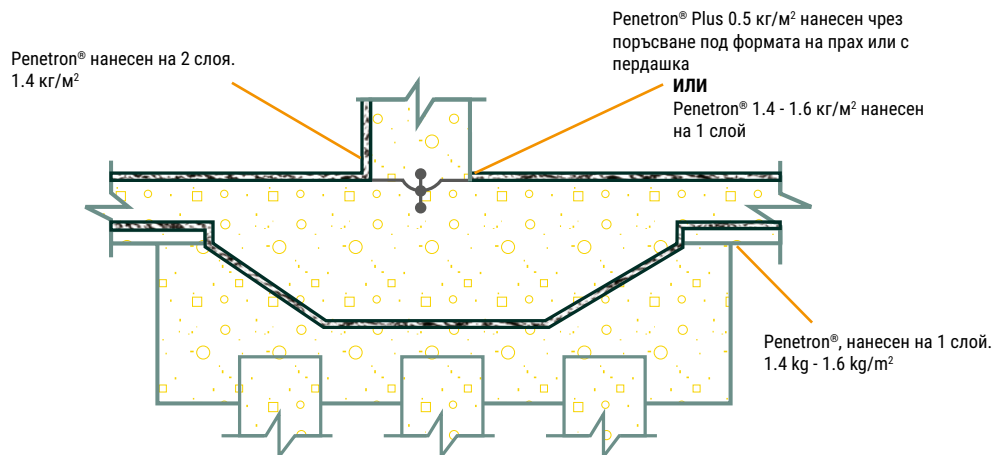 Penetron® нанесен на 2 слоя.
1.4 кг/м²
Penetron® Plus 0.5 кг/м² нанесен чрез
поръсване под формата на прах или с
пердашка
ИЛИ
Penetron® 1.4 - 1.6 кг/м² нанесен
на 1 слой
Penetron®, нанесен на 1 слой.
1.4 kg - 1.6 kg/m²